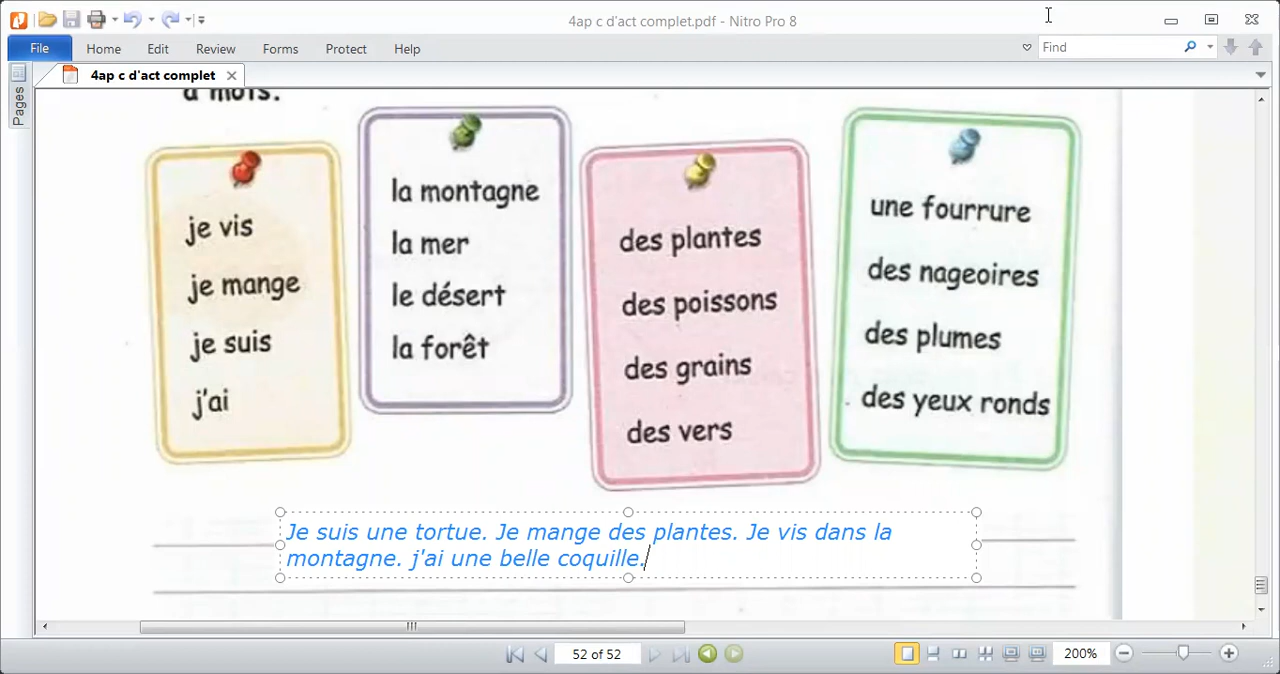 4ap c d'act complet.pdf - Nitro Pro 8
File Home Edit Review Forms Protect Help
Find
4ap c d'act complet
Pages
à mots.
je vis
je mange
je suis
j'ai
la montagne
la mer
le désert
la forêt
des plantes
des poissons
des grains
des vers
une fourrure
des nageoires
des plumes
des yeux ronds
Je suis une tortue. Je mange des plantes. Je vis dans la
montagne. j'ai une belle coquille.
52 of 52
200%